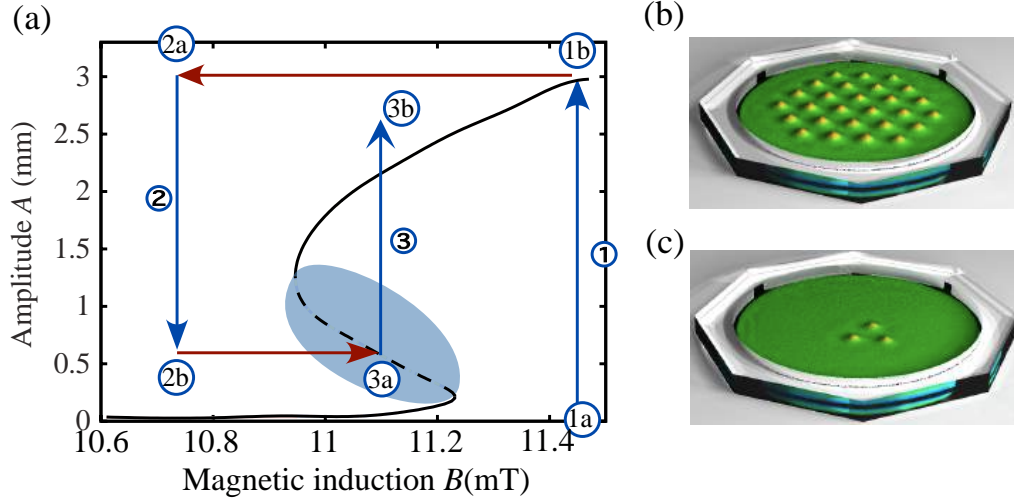 (a)
(b)
(c)
2a
1b
3b
②
③
①
2b
3a
1a
3
2.5
2
1.5
1
0.5
0
Amplitude A (mm)
10.6
10.8
11
11.2
11.4
Magnetic induction B(mT)